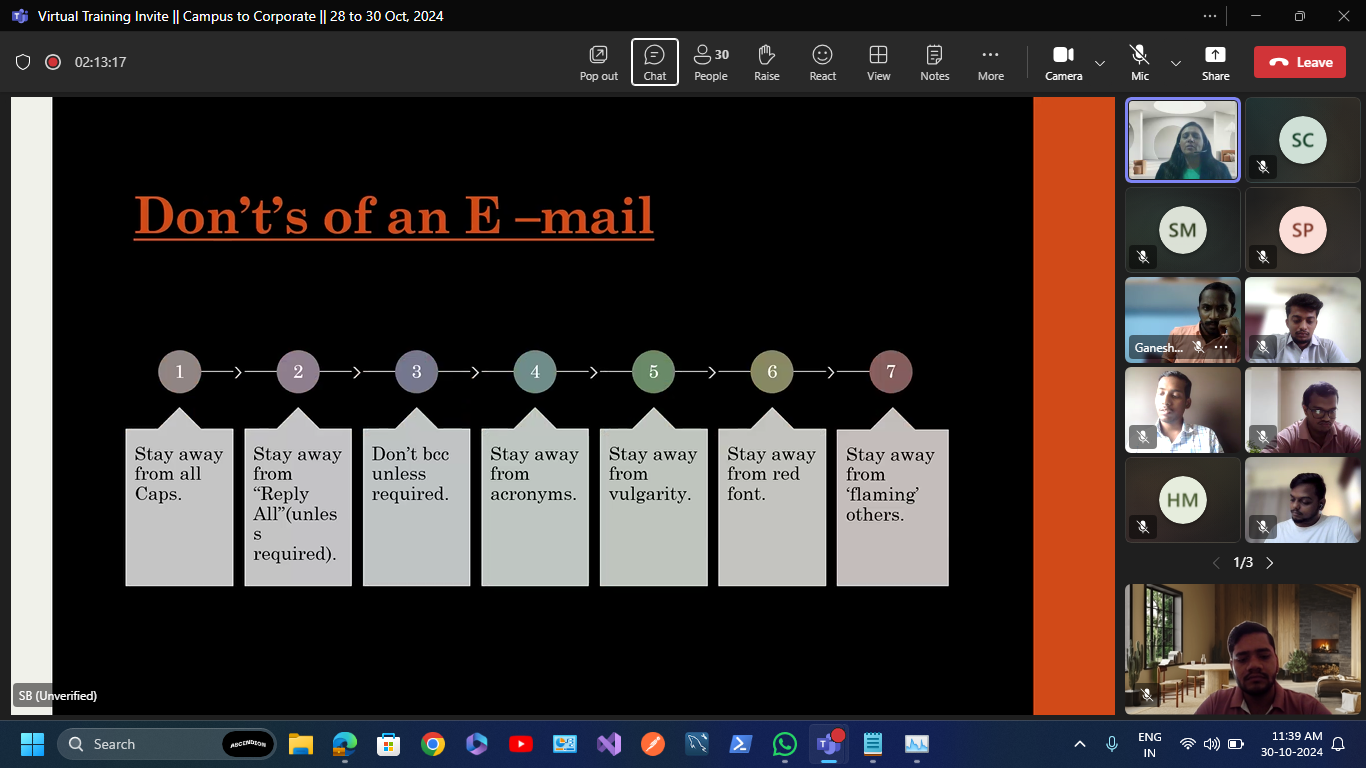 Virtual Training Invite || Campus to Corporate || 28 to 30 Oct, 2024
02:13:17
Pop out
Chat
30
People
Raise
React
View
Notes
More
Camera
Mic
Share
Leave
Don’t’s of an E –mail
1
2
3
4
5
6
7
Stay away
from all
Caps.
Stay away
from
“Reply
All”(unles
s
required).
Don’t bcc
unless
required.
Stay away
from
acronyms.
Stay away
from
vulgarity.
Stay away
from red
font.
Stay away
from
‘flaming’
others.
SB (Unverified)
SC
SM
SP
Ganesh...
HM
1/3
Search
ASCENDION
ENG
IN
11:39 AM
30-10-2024